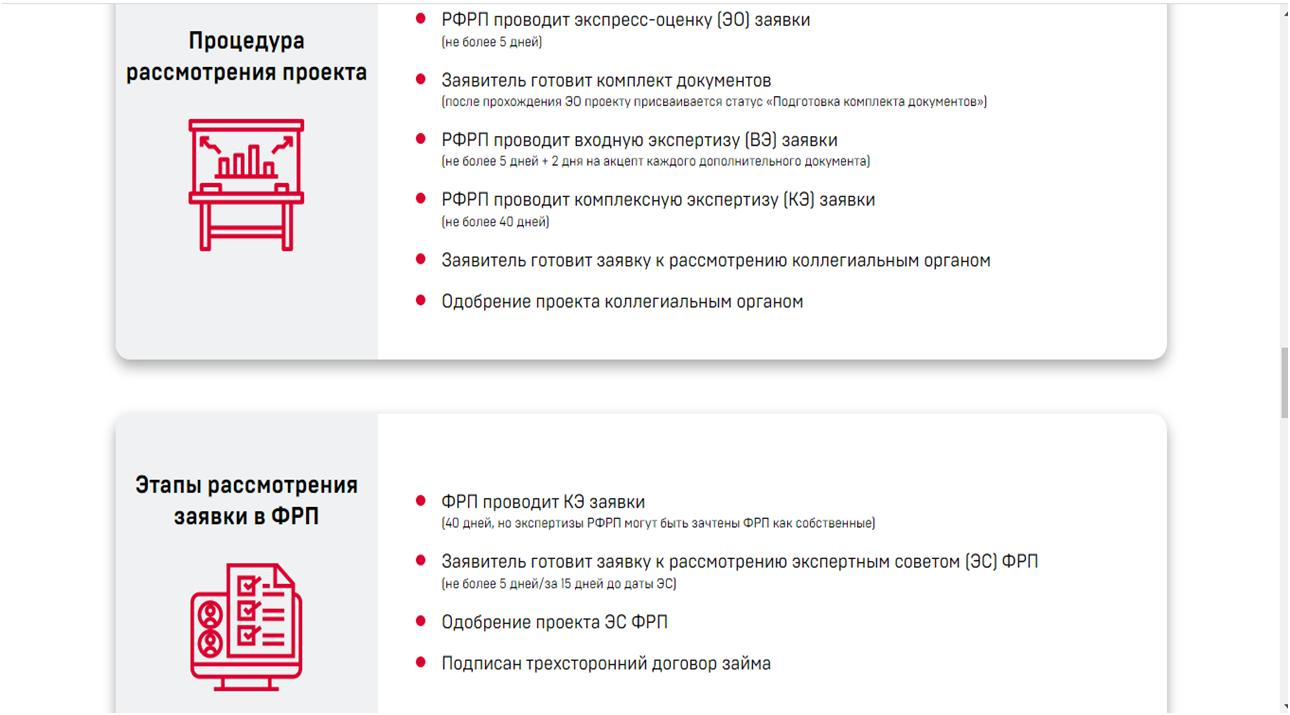 Процедура
рассмотрения проекта
РФРП проводит экспресс-оценку (ЭО) заявки
(не более 5 дней)
Заявитель готовит комплект документов
(после прохождения ЭО проекту присваивается статус «Подготовка комплекта документов»)
РФРП проводит входную экспертизу (ВЭ) заявки
(не более 5 дней + 2 дня на акцепт каждого дополнительного документа)
РФРП проводит комплексную экспертизу (КЭ) заявки
(не более 40 дней)
Заявитель готовит заявку к рассмотрению коллегиальным органом
Одобрение проекта коллегиальным органом
Этапы рассмотрения
заявки в ФРП
ФРП проводит КЭ заявки
(40 дней, но экспертизы РФРП могут быть зачтены ФРП как собственные)
Заявитель готовит заявку к рассмотрению экспертным советом (ЭС) ФРП
(не более 5 дней/за 15 дней до даты ЭС)
Одобрение проекта ЭС ФРП
Подписан трехсторонний договор займа